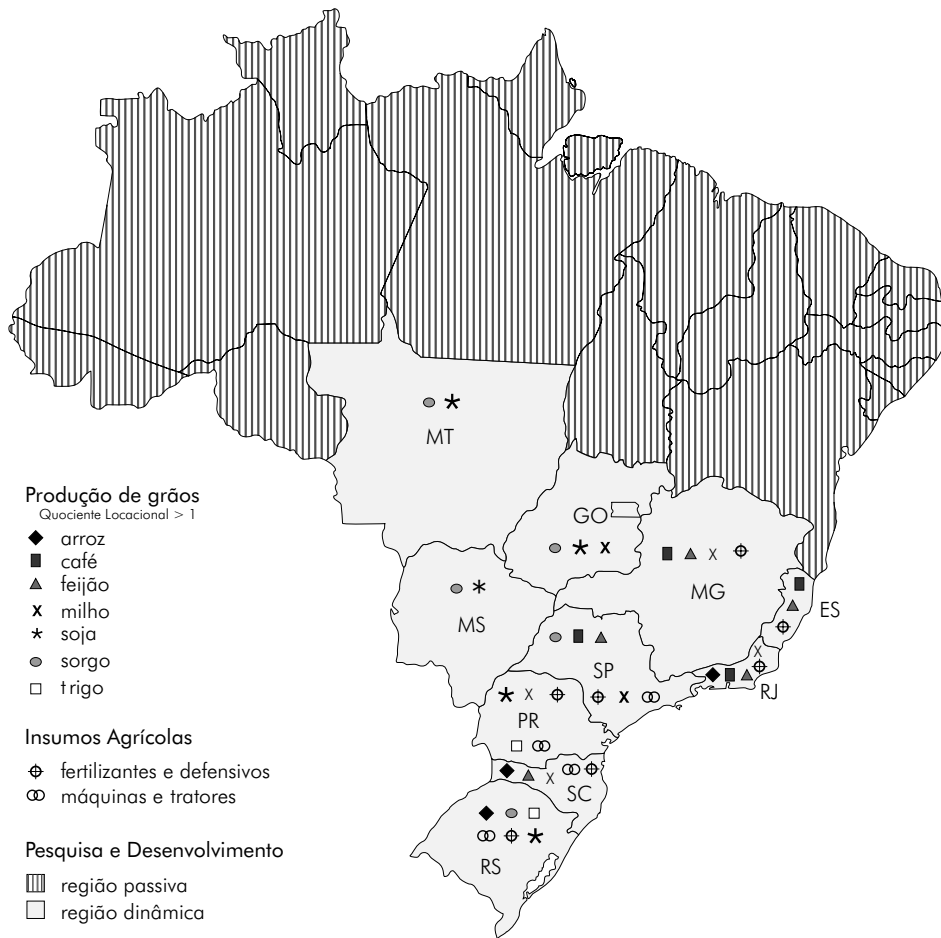 MT
GO
MG
ES
MS
SP
RJ
PR
SC
RS
Produção de grãos
Quociente Locacional > 1
arroz
café
feijão
milho
soja
sorgo
trigo
Insumos Agrícolas
fertilizantes e defensivos
máquinas e tratores
Pesquisa e Desenvolvimento
região passiva
região dinâmica